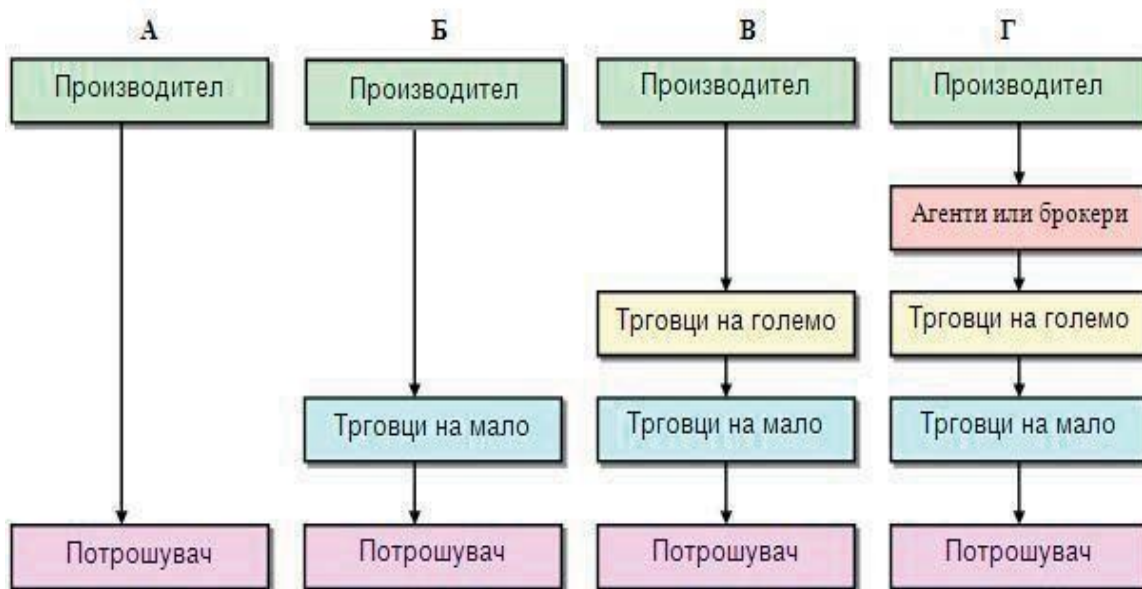 А
Б
В
Г
Производител
Производител
Производител
Производител
Агенти или брокери
Трговци на големо
Трговци на големо
Трговци на мало
Трговци на мало
Трговци на мало
Потрошувач
Потрошувач
Потрошувач
Потрошувач